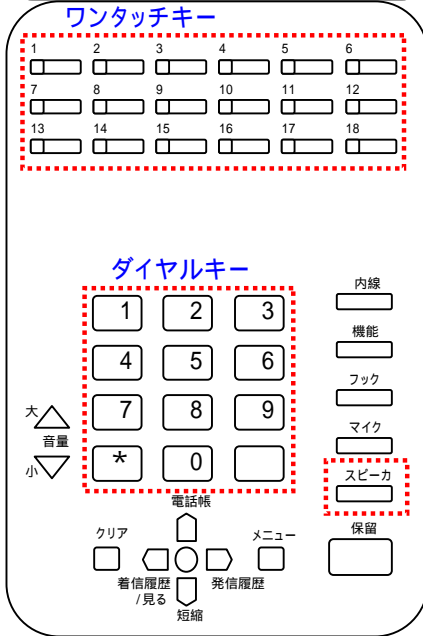 ワンタッチキー
1 2 3 4 5 6
7 8 9 10 11 12
13 14 15 16 17 18
ダイヤルキー
1 2 3
4 5 6
7 8 9
* 0
内線
機能
フック
マイク
スピーカ
保留
大
音量
小
電話帳
クリア
メニュー
着信履歴
/見る
発信履歴
短縮